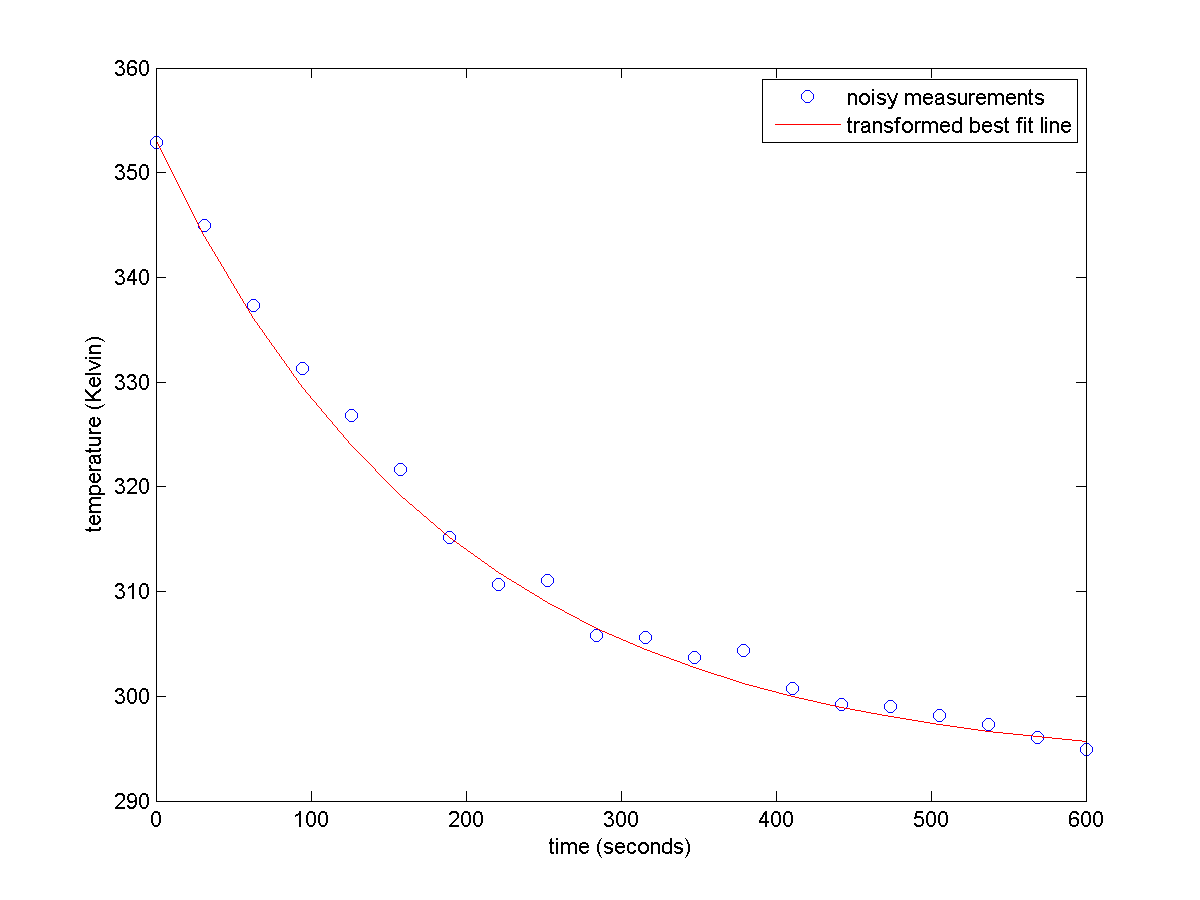 360
350
340
330
320
310
300
290
temperature (Kelvin)
noisy measurements
transformed best fit line
0 100 200 300 400 500 600
time (seconds)